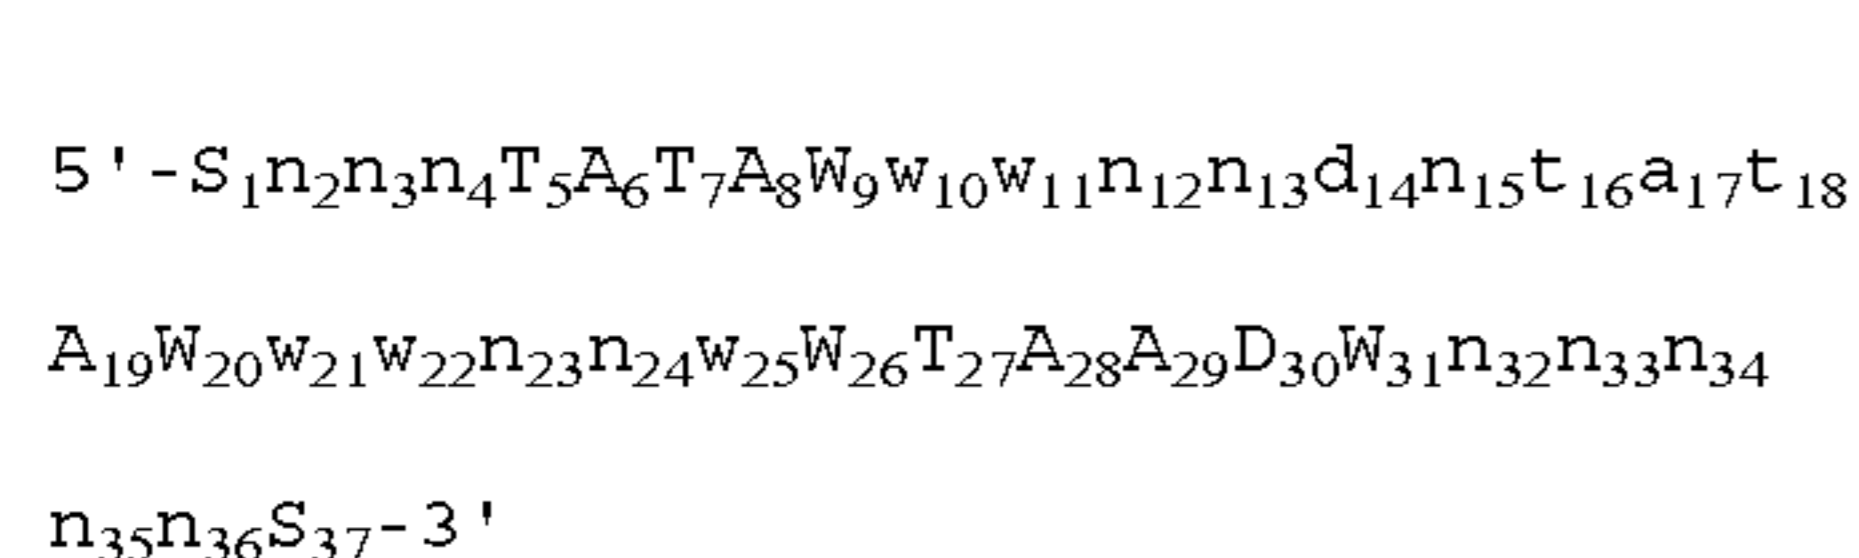 5'-S₁n₂n₃n₄T₅A₆T₇A₈W₉w₁₀w₁₁n₁₂n₁₃d₁₄n₁₅t₁₆a₁₇t₁₈
A₁₉W₂₀w₂₁w₂₂n₂₃n₂₄w₂₅W₂₆T₂₇A₂₈A₂₉D₃₀W₃₁n₃₂n₃₃n₃₄
n₃₅n₃₆S₃₇-3'